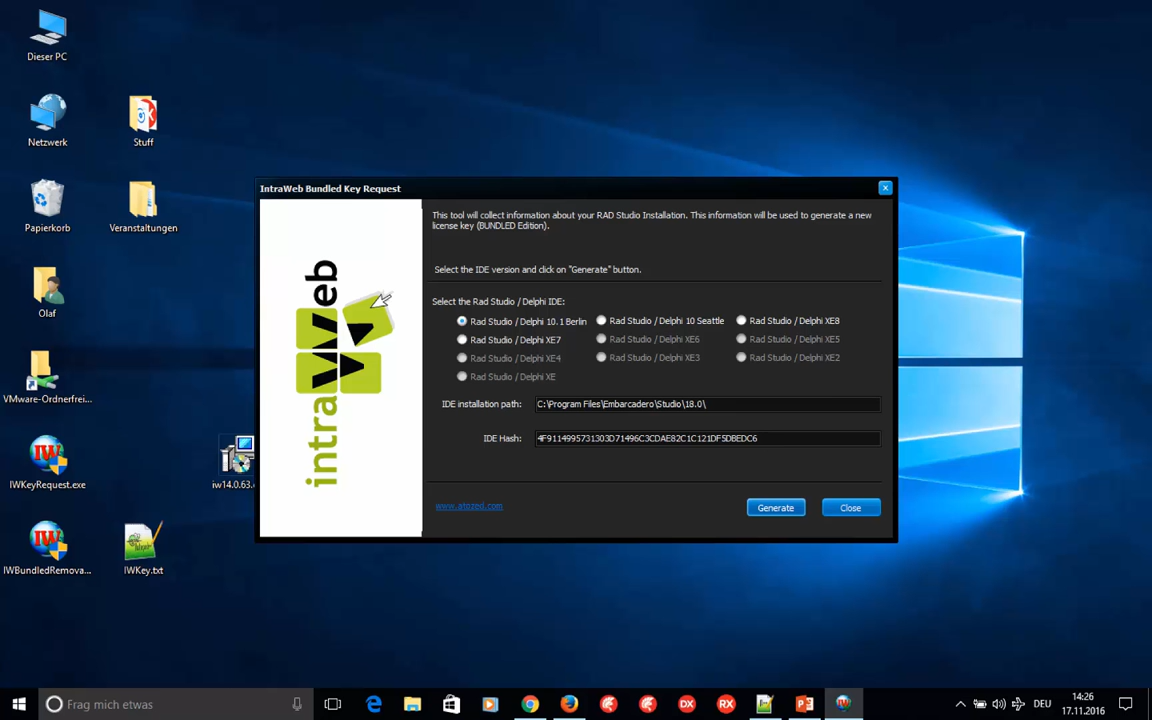 Dieser PC
Netzwerk
Stuff
Papierkorb
Veranstaltungen
Olaf
VMware-Ordnerfrei...
IWKeyRequest.exe
iw14.0.63.
IWBundledRemova...
IWKey.txt
IntraWeb Bundled Key Request
intraWeb
This tool will collect information about your RAD Studio Installation. This information will be used to generate a new
license key (BUNDLED Edition).
Select the IDE version and click on "Generate" button.
Select the Rad Studio / Delphi IDE:
Rad Studio / Delphi 10.1 Berlin
Rad Studio / Delphi 10 Seattle
Rad Studio / Delphi XE8
Rad Studio / Delphi XE7
Rad Studio / Delphi XE6
Rad Studio / Delphi XE5
Rad Studio / Delphi XE4
Rad Studio / Delphi XE3
Rad Studio / Delphi XE2
Rad Studio / Delphi XE
IDE installation path: C:\Program Files\Embarcadero\Studio\18.0\
IDE Hash: 4F9114995731303D71496C3CDAE82C1C121DF5DBEDC6
www.atozed.com
Generate
Close
Frag mich etwas
DX
RX
DEU
14:26
17.11.2016